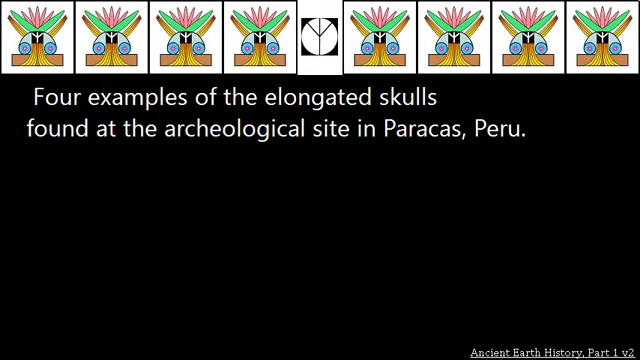 Four examples of the elongated skulls
found at the archeological site in Paracas, Peru.
Ancient Earth History, Part 1 v2